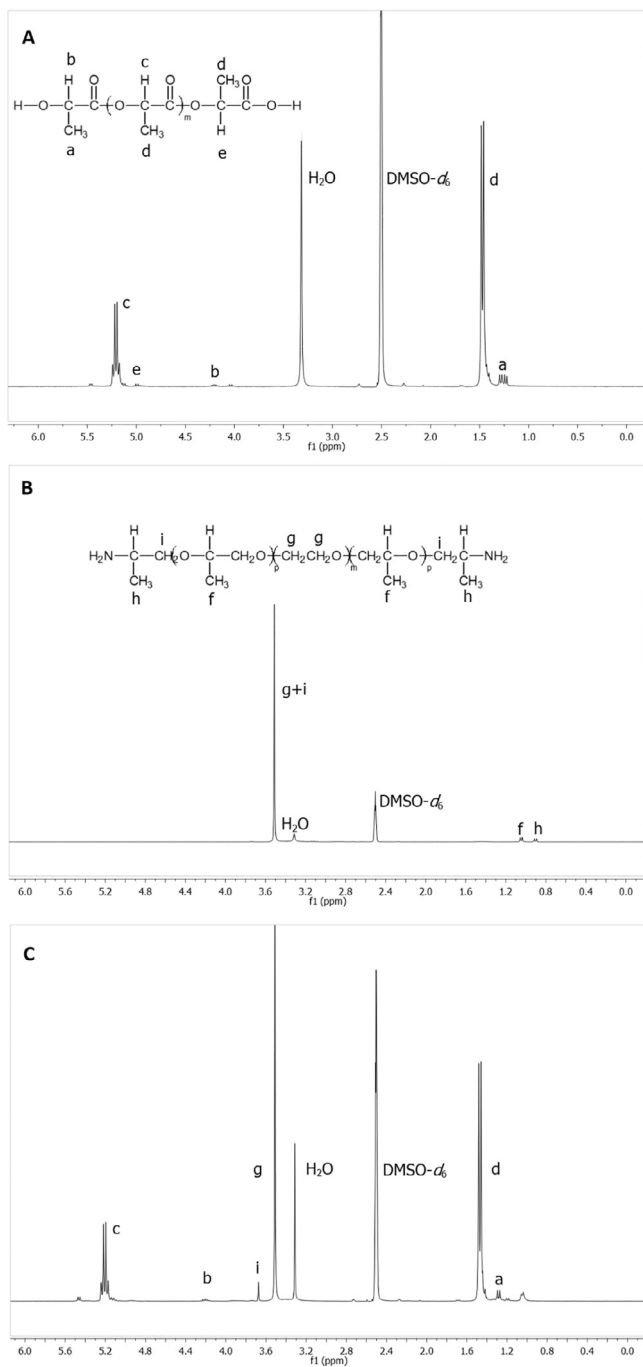 A
b c d
H O H O CH₃ O
H—O—C—C(O—C—C)ₘO—C—C—O—H
CH₃ CH₃ H
a d e
H₂O
DMSO-d₆
d
c
e
b
a
6.0 5.5 5.0 4.5 4.0 3.5 3.0 2.5 2.0 1.5 1.0 0.5 0.0
f1 (ppm)
B
H i H g g H i H
H₂N—C—CH₂(O—C—CH₂O)p(CH₂—CH₂O)m(CH₂—C—O)p CH₂—C—NH₂
CH₃ CH₃ CH₃ CH₃
h f f h
g+i
H₂O
DMSO-d₆
f h
6.0 5.6 5.2 4.8 4.4 4.0 3.6 3.2 2.8 2.4 2.0 1.6 1.2 0.8 0.4 0.0
f1 (ppm)
C
g
H₂O
DMSO-d₆
d
c
b
i
a
6.0 5.6 5.2 4.8 4.4 4.0 3.6 3.2 2.8 2.4 2.0 1.6 1.2 0.8 0.4 0.0
f1 (ppm)